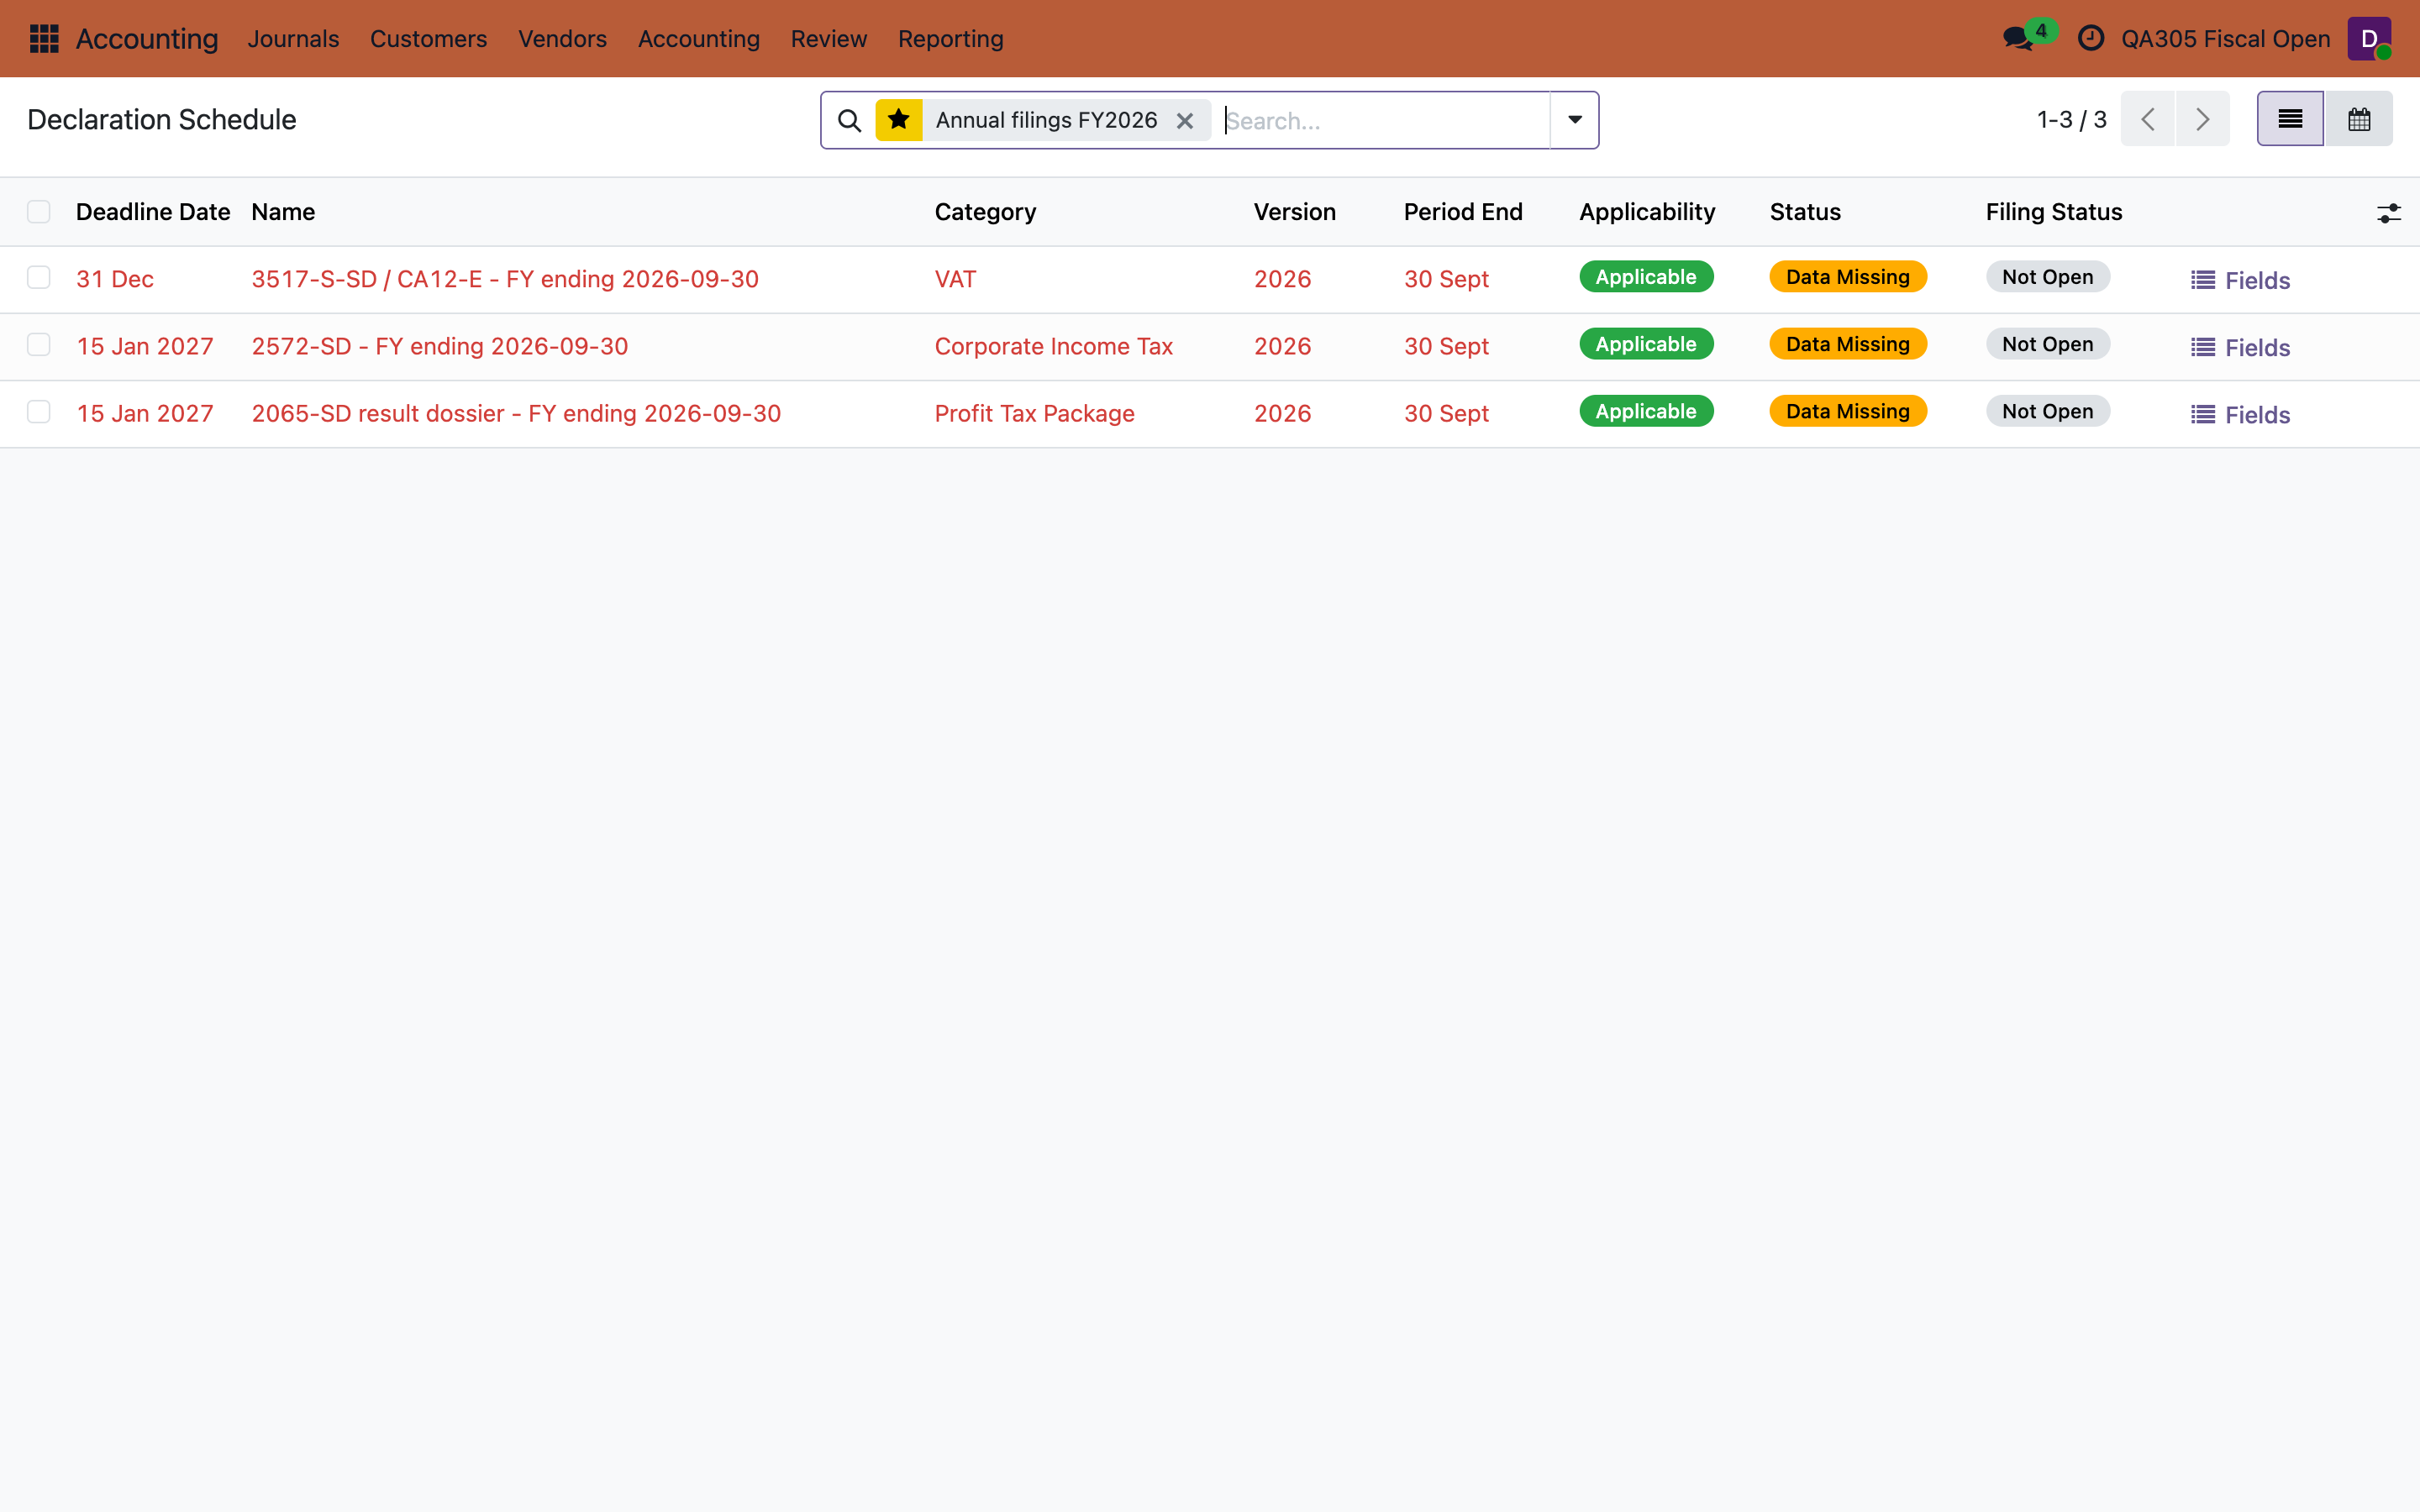 Accounting Journals Customers Vendors Accounting Review Reporting 4 QA305 Fiscal Open D
Declaration Schedule Annual filings FY2026 Search... 1-3 / 3
Deadline Date Name Category Version Period End Applicability Status Filing Status
31 Dec 3517-S-SD / CA12-E - FY ending 2026-09-30 VAT 2026 30 Sept Applicable Data Missing Not Open Fields
15 Jan 2027 2572-SD - FY ending 2026-09-30 Corporate Income Tax 2026 30 Sept Applicable Data Missing Not Open Fields
15 Jan 2027 2065-SD result dossier - FY ending 2026-09-30 Profit Tax Package 2026 30 Sept Applicable Data Missing Not Open Fields